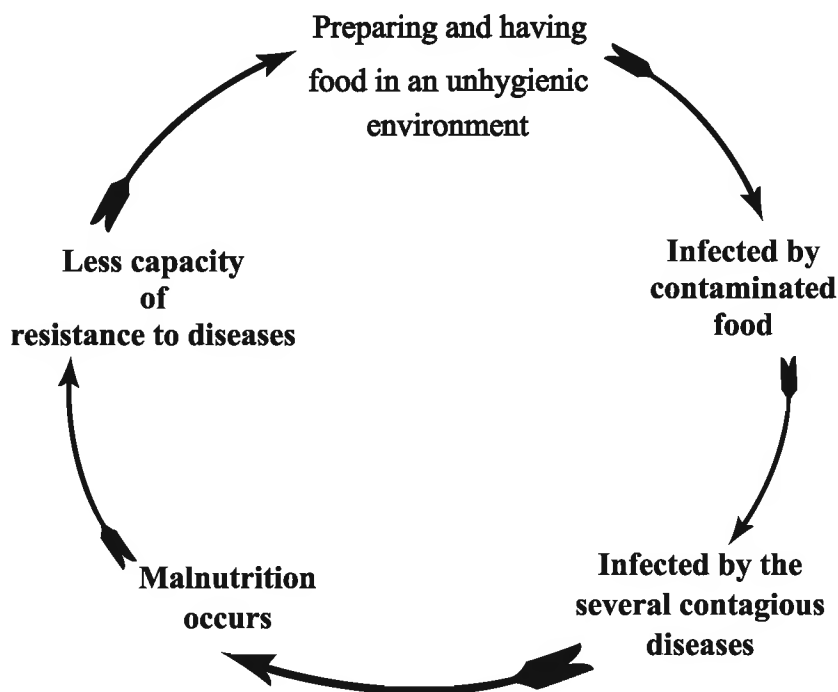 Preparing and having
food in an unhygienic
environment
Infected by
contaminated
food
Infected by the
several contagious
diseases
Malnutrition
occurs
Less capacity
of
resistance to diseases